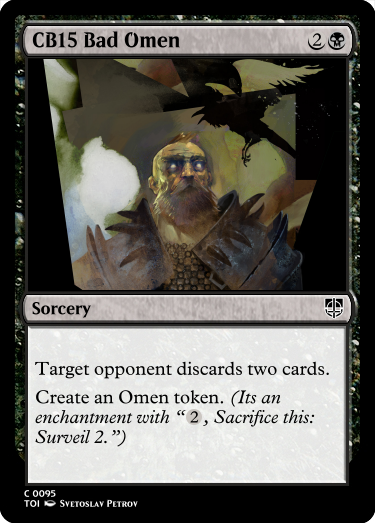 CB15 Bad Omen 2
Sorcery
Target opponent discards two cards.
Create an Omen token. (Its an
enchantment with “2, Sacrifice this:
Surveil 2.”)
C 0095
TOI Svetoslav Petrov